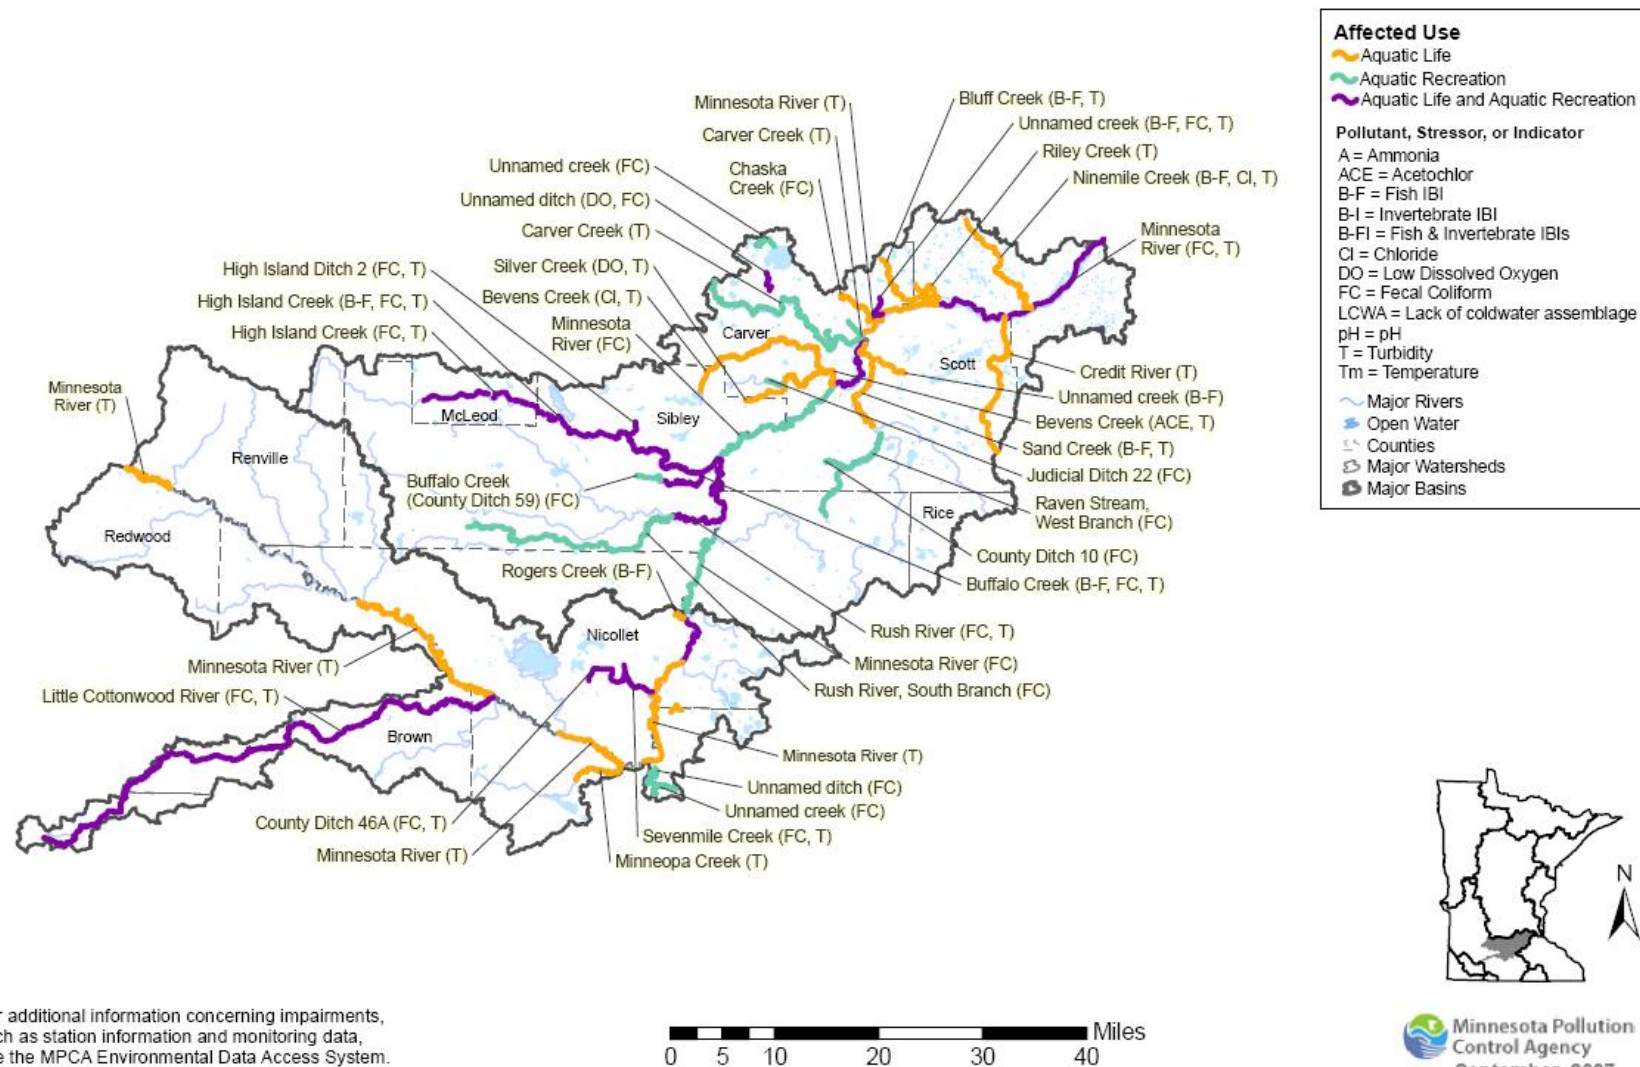 Affected Use
Aquatic Life
Aquatic Recreation
Aquatic Life and Aquatic Recreation
Pollutant, Stressor, or Indicator
A = Ammonia
ACE = Acetochlor
B-F = Fish IBI
B-I = Invertebrate IBI
B-FI = Fish & Invertebrate IBIs
Cl = Chloride
DO = Low Dissolved Oxygen
FC = Fecal Coliform
LCWA = Lack of coldwater assemblage
pH = pH
T = Turbidity
Tm = Temperature
Major Rivers
Open Water
Counties
Major Watersheds
Major Basins
Minnesota River (T)
Carver Creek (T)
Chaska
Creek (FC)
Unnamed creek (FC)
Unnamed ditch (DO, FC)
Carver Creek (T)
Silver Creek (DO, T)
Bevens Creek (Cl, T)
Minnesota
River (FC)
High Island Ditch 2 (FC, T)
High Island Creek (B-F, FC, T)
High Island Creek (FC, T)
Minnesota
River (T)
Bluff Creek (B-F, T)
Unnamed creek (B-F, FC, T)
Riley Creek (T)
Ninemile Creek (B-F, Cl, T)
Minnesota
River (FC, T)
Carver
Scott
Sibley
McLeod
Renville
Redwood
Rice
Nicollet
Brown
Credit River (T)
Unnamed creek (B-F)
Bevens Creek (ACE, T)
Sand Creek (B-F, T)
Judicial Ditch 22 (FC)
Raven Stream,
West Branch (FC)
County Ditch 10 (FC)
Buffalo Creek (B-F, FC, T)
Buffalo Creek
(County Ditch 59) (FC)
Rogers Creek (B-F)
Rush River (FC, T)
Minnesota River (FC)
Rush River, South Branch (FC)
Minnesota River (T)
Little Cottonwood River (FC, T)
Minnesota River (T)
Unnamed ditch (FC)
Unnamed creek (FC)
County Ditch 46A (FC, T)
Sevenmile Creek (FC, T)
Minnesota River (T)
Minneopa Creek (T)
N
additional information concerning impairments,
as station information and monitoring data,
the MPCA Environmental Data Access System.
Miles
0 5 10 20 30 40
Minnesota Pollution
Control Agency